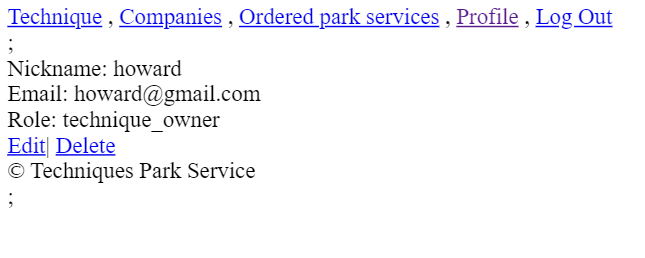 Technique , Companies , Ordered park services , Profile , Log Out
;
Nickname: howard
Email: howard@gmail.com
Role: technique_owner
Edit| Delete
© Techniques Park Service
;